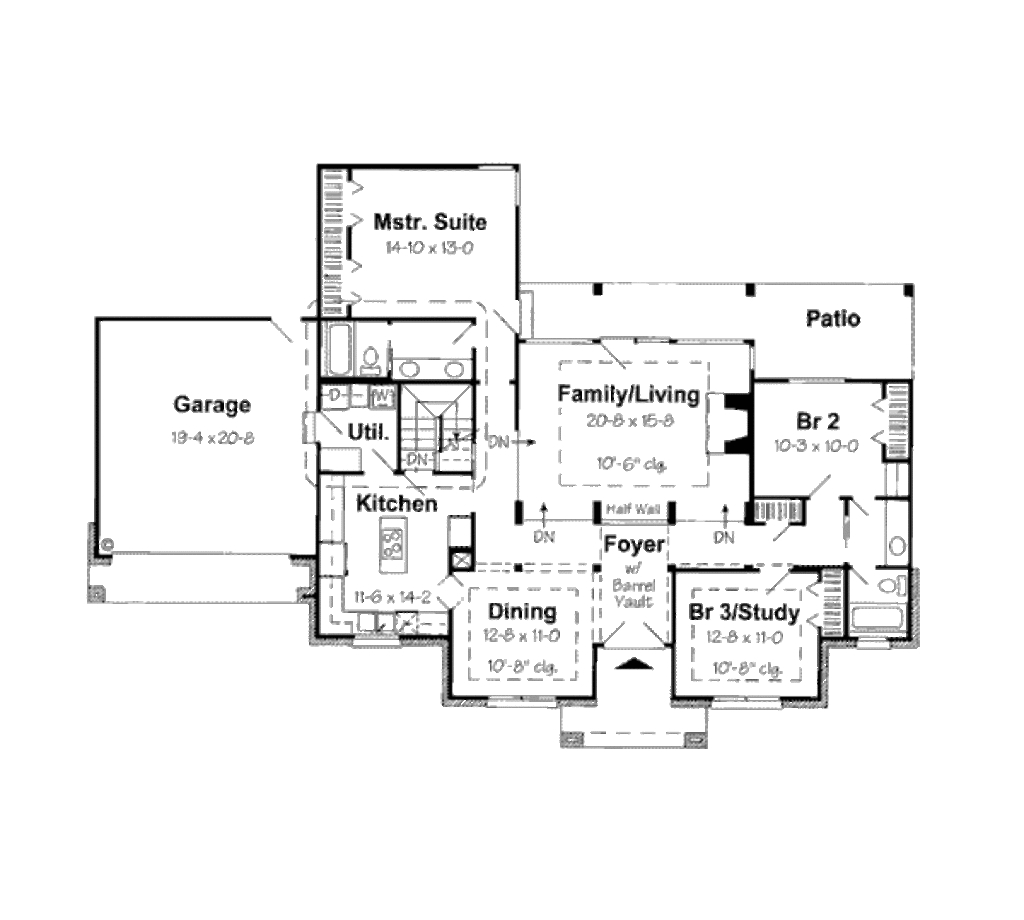 Mstr. Suite
14-10 x 13-0
Patio
Garage
19-4 x 20-8
D
W
Util.
DN
DN
Family/Living
20-8 x 15-8
10'-6" clg.
Br 2
10-3 x 10-0
Kitchen
11-6 x 14-2
DN
Half Wall
DN
Foyer
w/
Barrel
Vault
Dining
12-8 x 11-0
10'-8" clg.
Br 3/Study
12-8 x 11-0
10'-8" clg.